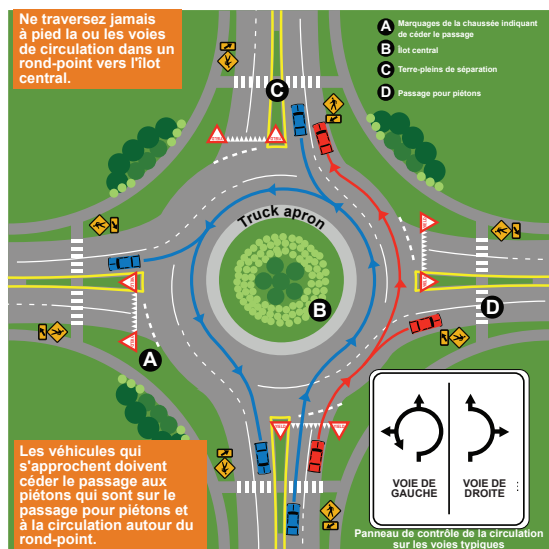 Ne traversez jamais
à pied la ou les voies
de circulation dans un
rond-point vers l'îlot
central.
A Marquages de la chaussée indiquant
de céder le passage
B Îlot central
C Terre-pleins de séparation
D Passage pour piétons
C
Truck apron
B
D
A
Les véhicules qui
s'approchent doivent
céder le passage aux
piétons qui sont sur le
passage pour piétons et
à la circulation autour du
rond-point.
VOIE DE
GAUCHE
VOIE DE
DROITE
Panneau de contrôle de la circulation
sur les voies typiques